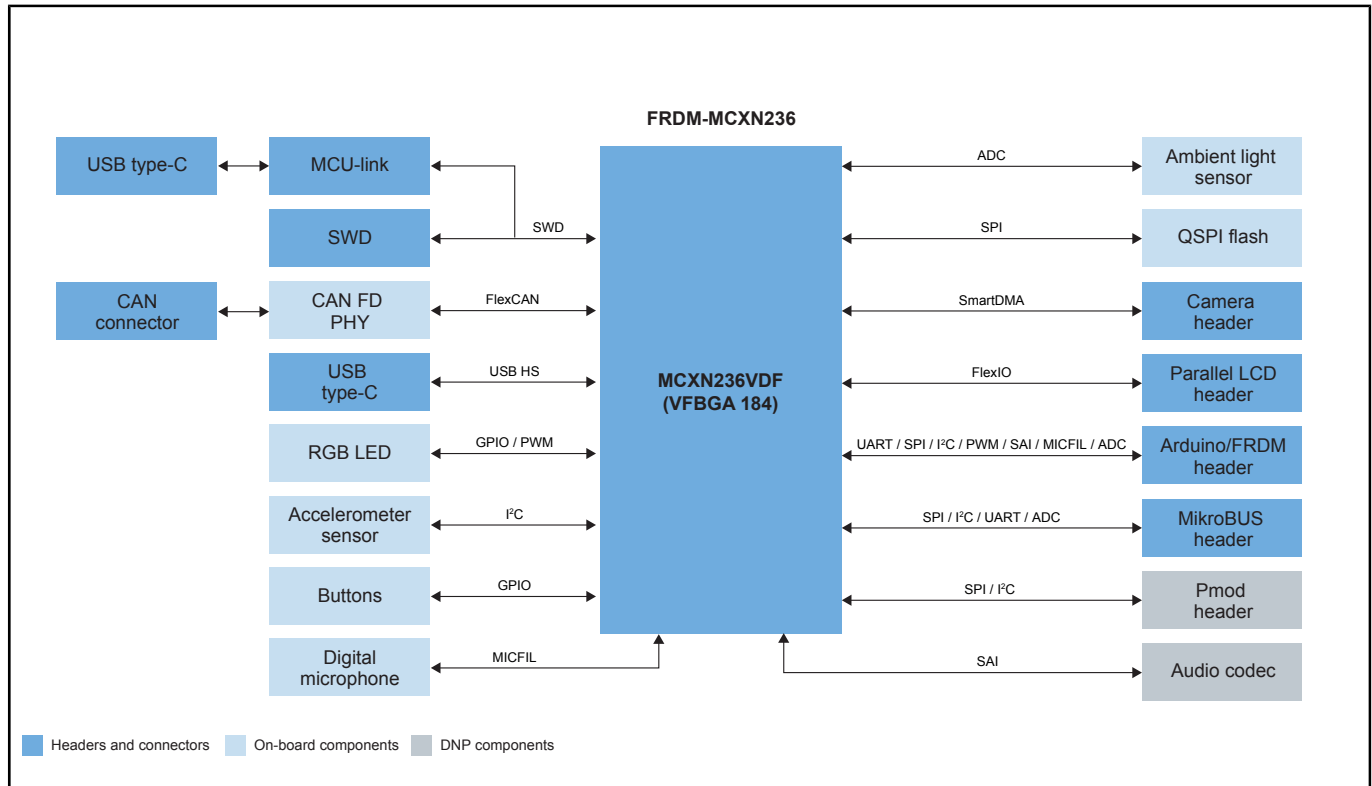 FRDM-MCXN236
USB type-C
MCU-link
SWD
SWD
CAN
connector
CAN FD
PHY
FlexCAN
USB
type-C
USB HS
RGB LED
GPIO / PWM
Accelerometer
sensor
I²C
Buttons
GPIO
Digital
microphone
MICFIL
MCXN236VDF
(VFBGA 184)
ADC
Ambient light
sensor
SPI
QSPI flash
SmartDMA
Camera
header
FlexIO
Parallel LCD
header
UART / SPI / I²C / PWM / SAI / MICFIL / ADC
Arduino/FRDM
header
SPI / I²C / UART / ADC
MikroBUS
header
SPI / I²C
Pmod
header
SAI
Audio codec
Headers and connectors
On-board components
DNP components